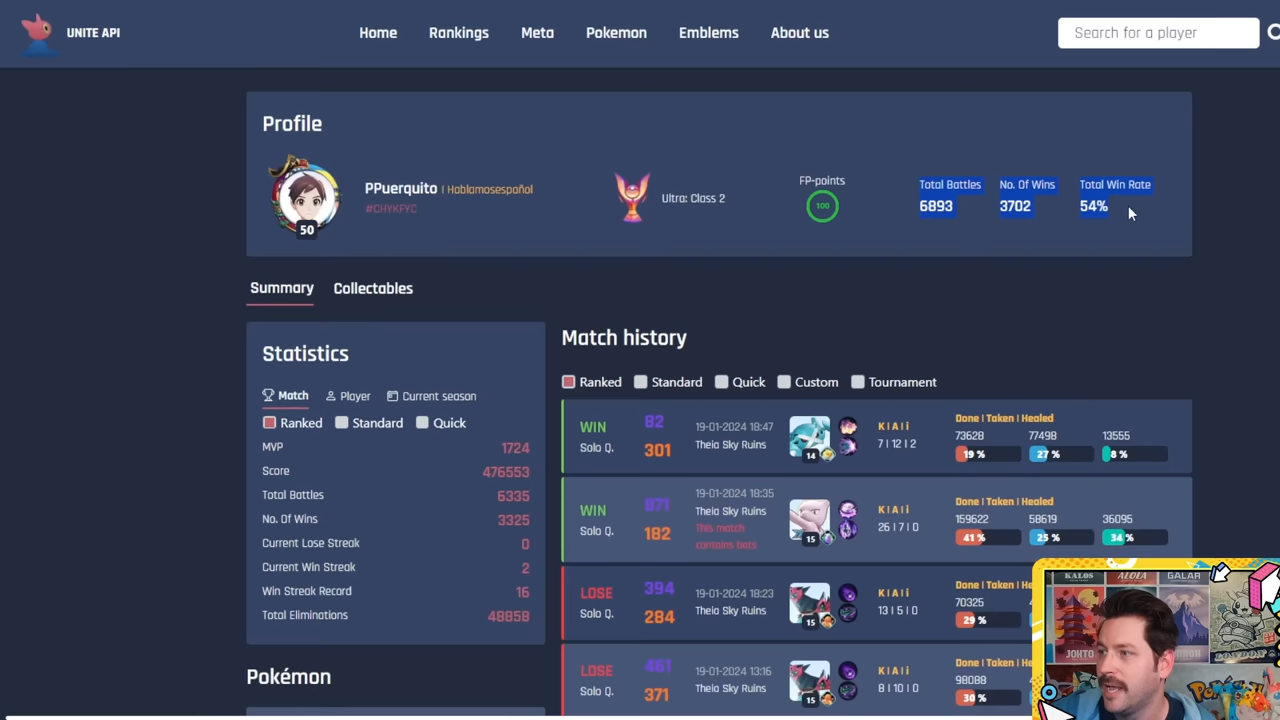 UNITE API
Home Rankings Meta Pokemon Emblems About us
Search for a player
Profile
PPuerquito | Hablamosespañol
#CHYKFYC
50
Ultra: Class 2
FP-points
100
Total Battles No. Of Wins Total Win Rate
6893 3702 54%
Summary Collectables
Statistics
Match Player Current season
Ranked Standard Quick
MVP 1724
Score 476553
Total Battles 6335
No. Of Wins 3325
Current Lose Streak 0
Current Win Streak 2
Win Streak Record 16
Total Eliminations 48858
Pokémon
Match history
Ranked Standard Quick Custom Tournament
WIN 82 19-01-2024 18:47 K | A | i Done | Taken | Healed
Solo Q. 301 Theia Sky Ruins 14 7 | 12 | 2 73628 77498 13555
19 % 27 % 8 %
WIN 871 19-01-2024 18:35 K | A | i Done | Taken | Healed
Solo Q. 182 Theia Sky Ruins 15 26 | 7 | 0 159622 58619 36095
This match
contains bots
41 % 25 % 34 %
LOSE 394 19-01-2024 18:23 K | A | i Done | Taken | He
Solo Q. 284 Theia Sky Ruins 15 13 | 5 | 0 70325
29 %
LOSE 461 19-01-2024 13:16 K | A | i Done | Taken | He
Solo Q. 371 Theia Sky Ruins 15 8 | 10 | 0 98088
30 %
KALOS ALOLA GALAR
JOHTO